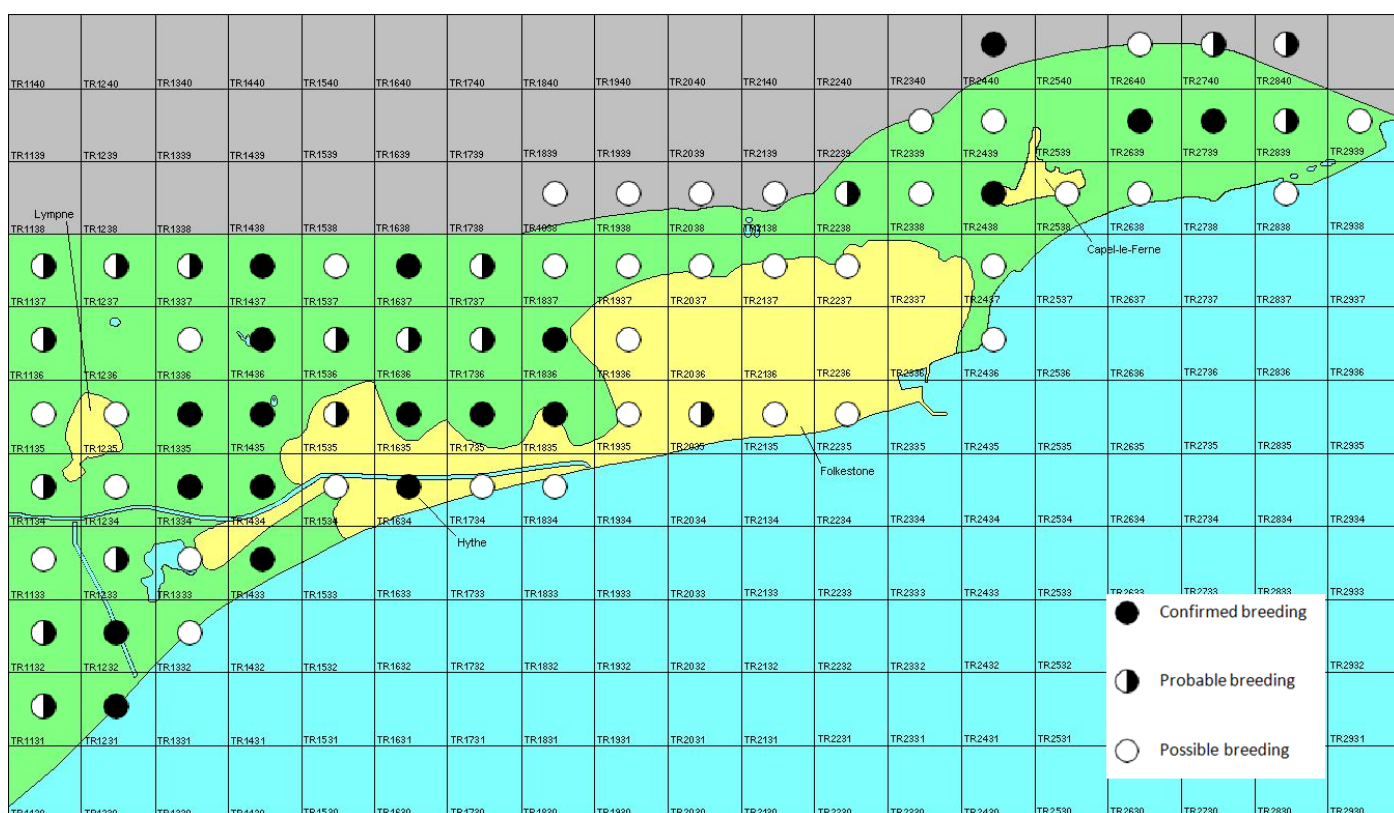 TR1140 TR1240 TR1340 TR1440 TR1540 TR1640 TR1740 TR1840 TR1940 TR2040 TR2140 TR2240 TR2340 TR2440 TR2540 TR2640 TR2740 TR2840
TR1139 TR1239 TR1339 TR1439 TR1539 TR1639 TR1739 TR1839 TR1939 TR2039 TR2139 TR2239 TR2339 TR2439 TR2539 TR2639 TR2739 TR2839 TR2939
Lympne
TR1138 TR1238 TR1338 TR1438 TR1538 TR1638 TR1738 TR1838 TR1938 TR2038 TR2138 TR2238 TR2338 TR2438 TR2538 TR2638 TR2738 TR2838 TR2938
Capel-le-Ferne
TR1137 TR1237 TR1337 TR1437 TR1537 TR1637 TR1737 TR1837 TR1937 TR2037 TR2137 TR2237 TR2337 TR2437 TR2537 TR2637 TR2737 TR2837 TR2937
TR1136 TR1236 TR1336 TR1436 TR1536 TR1636 TR1736 TR1836 TR1936 TR2036 TR2136 TR2236 TR2336 TR2436 TR2536 TR2636 TR2736 TR2836 TR2936
TR1135 TR1235 TR1335 TR1435 TR1535 TR1635 TR1735 TR1835 TR1935 TR2035 TR2135 TR2235 TR2335 TR2435 TR2535 TR2635 TR2735 TR2835 TR2935
Folkestone
TR1134 TR1234 TR1334 TR1434 TR1534 TR1634 TR1734 TR1834 TR1934 TR2034 TR2134 TR2234 TR2334 TR2434 TR2534 TR2634 TR2734 TR2834 TR2934
Hythe
TR1133 TR1233 TR1333 TR1433 TR1533 TR1633 TR1733 TR1833 TR1933 TR2033 TR2133 TR2233 TR2333 TR2433 TR2533 TR2633 TR2733 TR2833 TR2933
Confirmed breeding
TR1132 TR1232 TR1332 TR1432 TR1532 TR1632 TR1732 TR1832 TR1932 TR2032 TR2132 TR2232 TR2332 TR2432 TR2532 TR2932
Probable breeding
TR1131 TR1231 TR1331 TR1431 TR1531 TR1631 TR1731 TR1831 TR1931 TR2031 TR2131 TR2231 TR2331 TR2431 TR2531 TR2931
Possible breeding